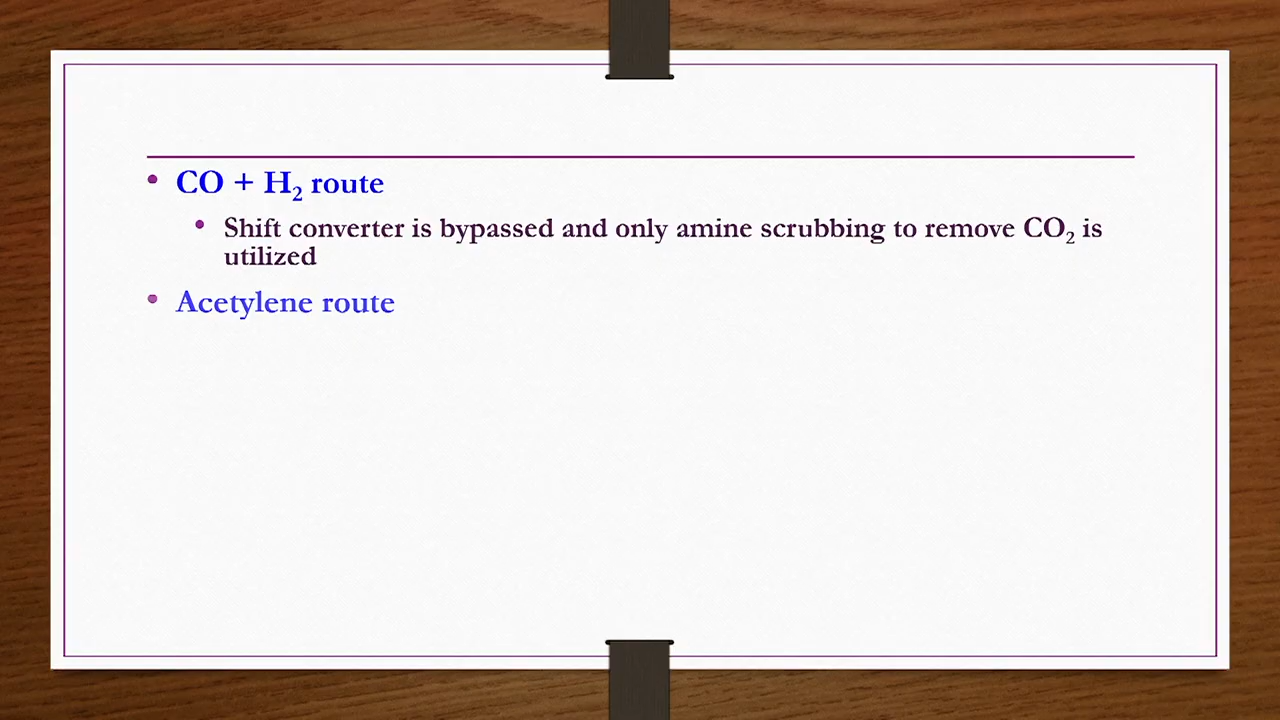 • CO + H₂ route
• Shift converter is bypassed and only amine scrubbing to remove CO₂ is
utilized
• Acetylene route